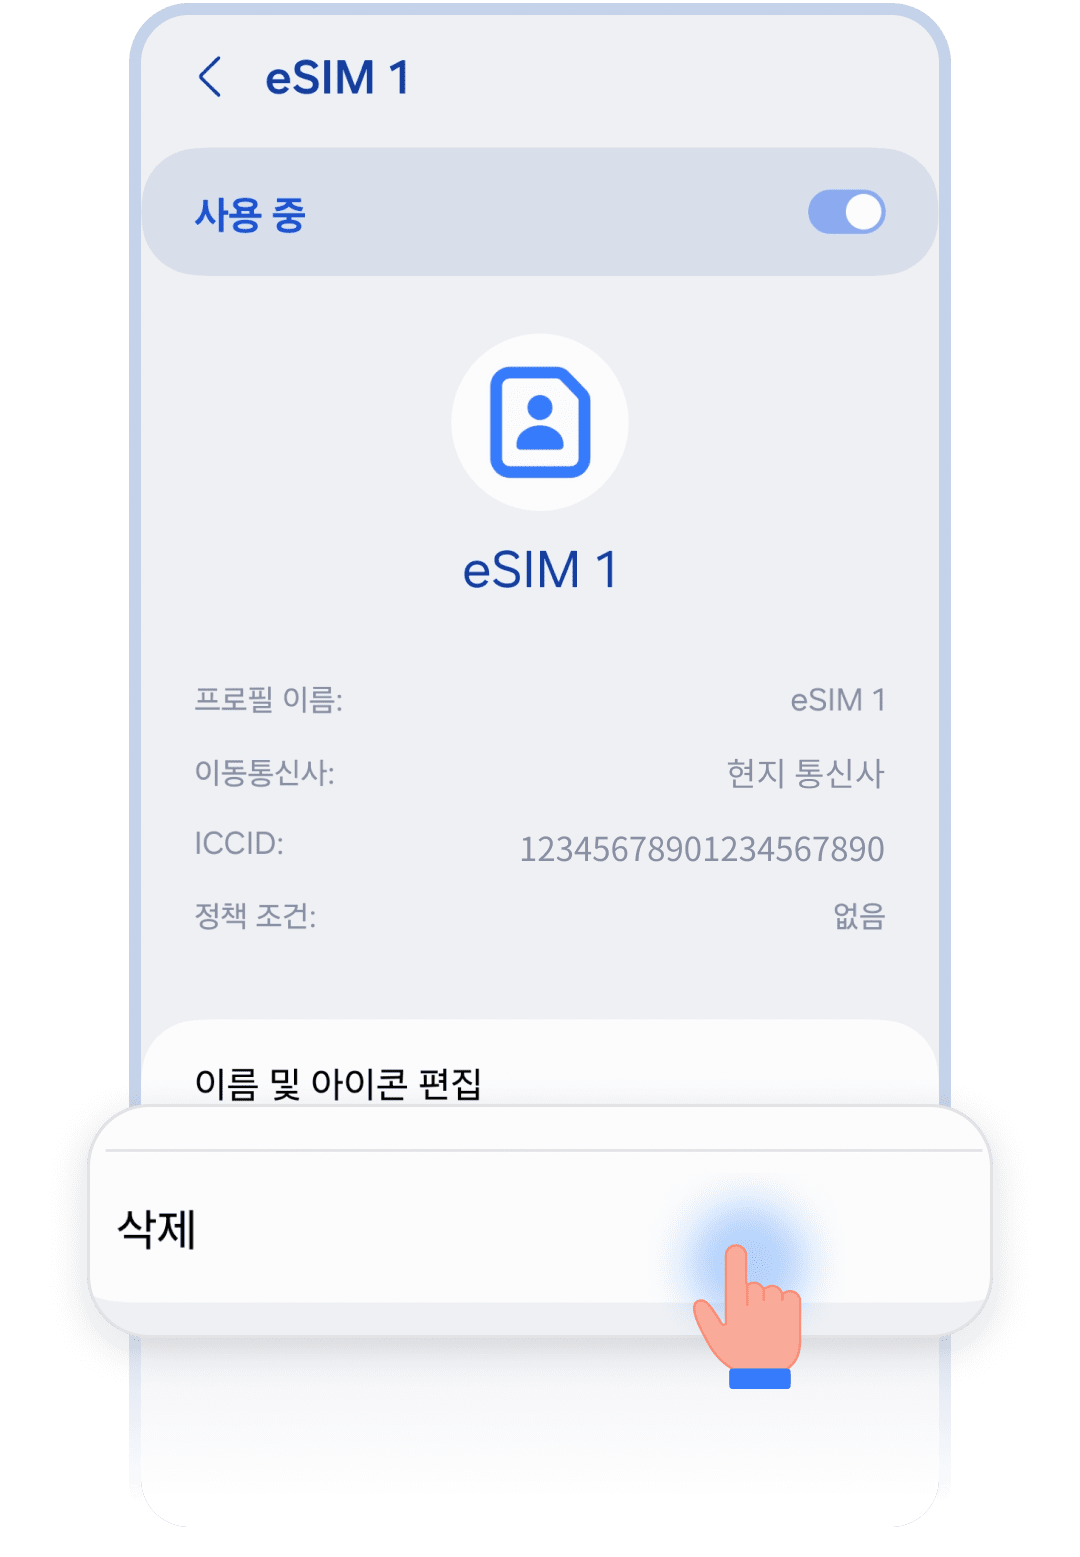 eSIM 1
사용 중
eSIM 1
프로필 이름: eSIM 1
이동통신사: 현지 통신사
ICCID: 12345678901234567890
정책 조건: 없음
이름 및 아이콘 편집
삭제